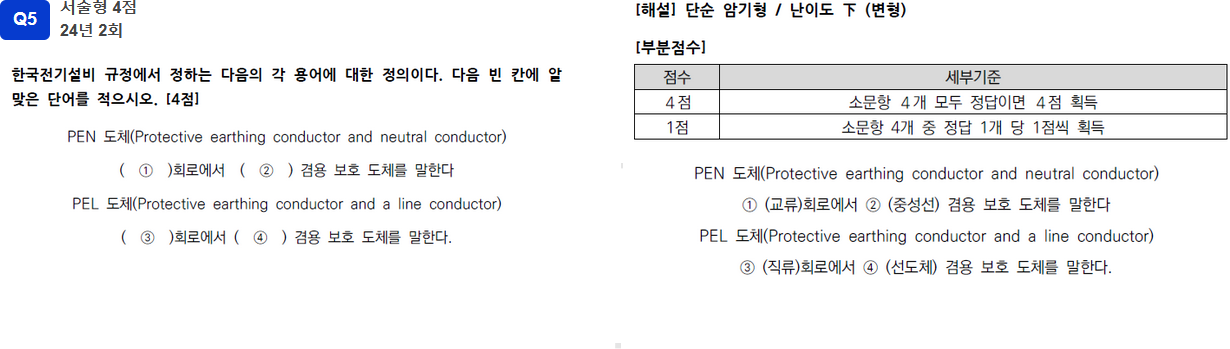 Q5
서술형 4점
24년 2회
한국전기설비 규정에서 정하는 다음의 각 용어에 대한 정의이다. 다음 빈 칸에 알
맞은 단어를 적으시오. [4점]
PEN 도체(Protective earthing conductor and neutral conductor)
( ① )회로에서 ( ② ) 겸용 보호 도체를 말한다
PEL 도체(Protective earthing conductor and a line conductor)
( ③ )회로에서 ( ④ ) 겸용 보호 도체를 말한다.
[해설] 단순 암기형 / 난이도 下 (변형)
[부분점수]
점수 세부기준
4점 소문항 4개 모두 정답이면 4점 획득
1점 소문항 4개 중 정답 1개 당 1점씩 획득
PEN 도체(Protective earthing conductor and neutral conductor)
① (교류)회로에서 ② (중성선) 겸용 보호 도체를 말한다
PEL 도체(Protective earthing conductor and a line conductor)
③ (직류)회로에서 ④ (선도체) 겸용 보호 도체를 말한다.